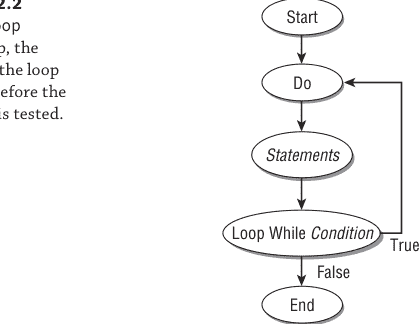 2.2
oop
p, the
the loop
efore the
is tested.
Start
Do
Statements
Loop While Condition
True
False
End